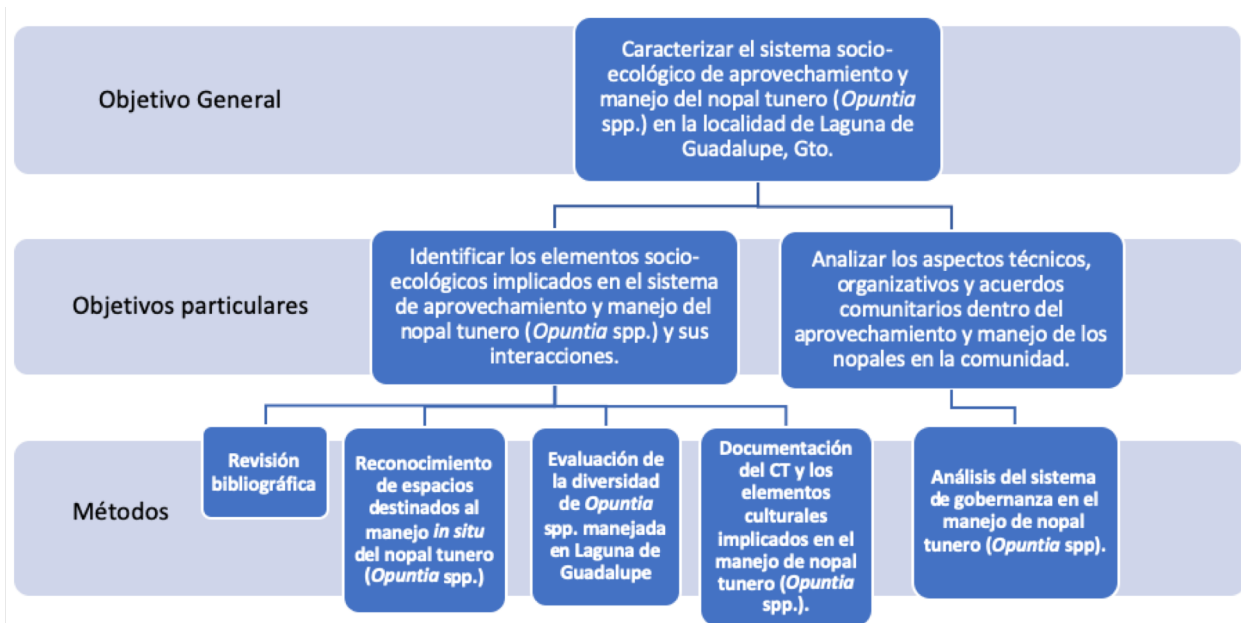 Objetivo General
Caracterizar el sistema socio-
ecológico de aprovechamiento y
manejo del nopal tunero (Opuntia
spp.) en la localidad de Laguna de
Guadalupe, Gto.
Objetivos particulares
Identificar los elementos socio-
ecológicos implicados en el sistema
de aprovechamiento y manejo del
nopal tunero (Opuntia spp.) y sus
interacciones.
Analizar los aspectos técnicos,
organizativos y acuerdos
comunitarios dentro del
aprovechamiento y manejo de los
nopales en la comunidad.
Métodos
Revisión
bibliográfica
Reconocimiento
de espacios
destinados al
manejo in situ
del nopal tunero
(Opuntia spp.)
Evaluación de
la diversidad
de Opuntia
spp. manejada
en Laguna de
Guadalupe
Documentación
del CT y los
elementos
culturales
implicados en el
manejo de nopal
tunero (Opuntia
spp.).
Análisis del sistema
de gobernanza en el
manejo de nopal
tunero (Opuntia spp).